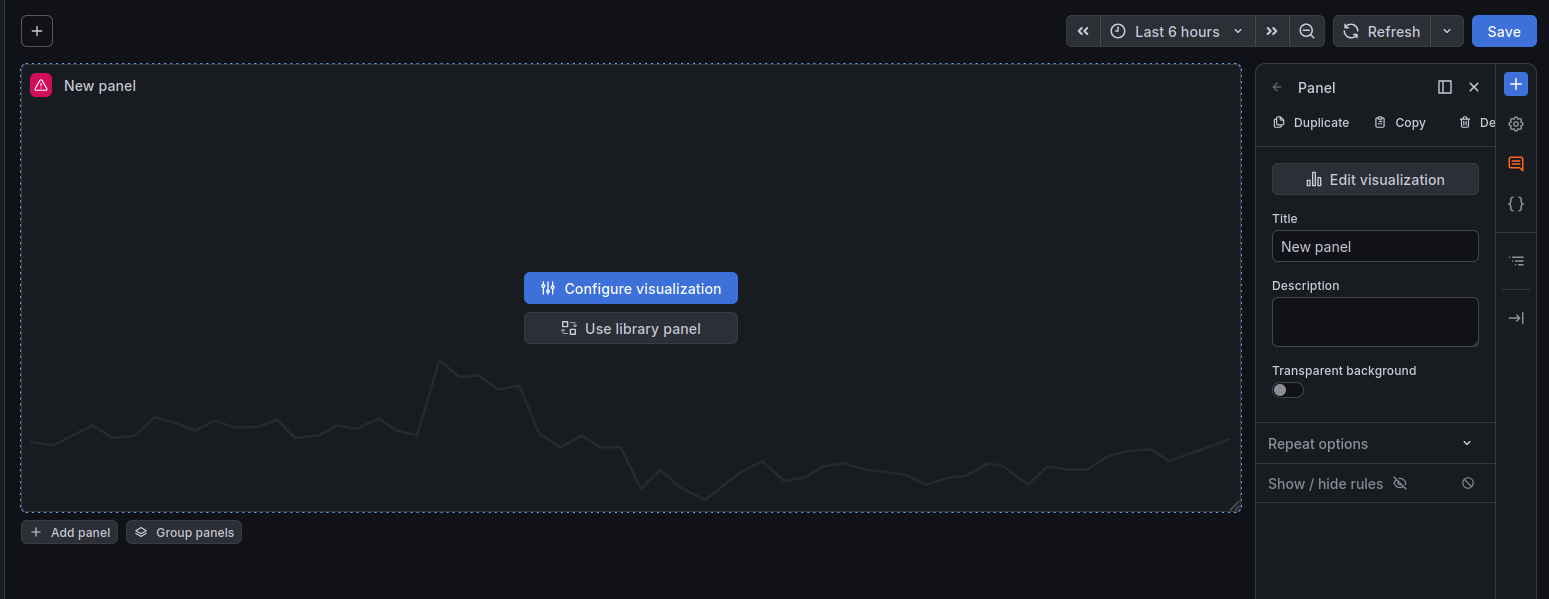 Last 6 hours
Refresh
Save
New panel
Configure visualization
Use library panel
Add panel
Group panels
Panel
Duplicate
Copy
De
Edit visualization
Title
New panel
Description
Transparent background
Repeat options
Show / hide rules